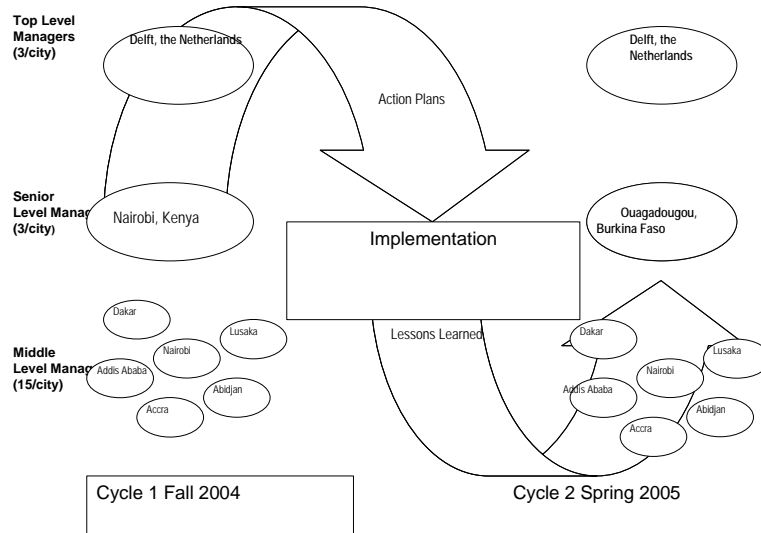 Top Level
Managers
(3/city)
Delft, the Netherlands
Delft, the
Netherlands
Action Plans
Senior
Level Manag
(3/city)
Nairobi, Kenya
Implementation
Ouagadougou,
Burkina Faso
Middle
Level Manag
(15/city)
Dakar
Lusaka
Nairobi
Addis Ababa
Abidjan
Accra
Lessons Learned
Dakar
Lusaka
Nairobi
Addis Ababa
Abidjan
Accra
Cycle 1 Fall 2004
Cycle 2 Spring 2005